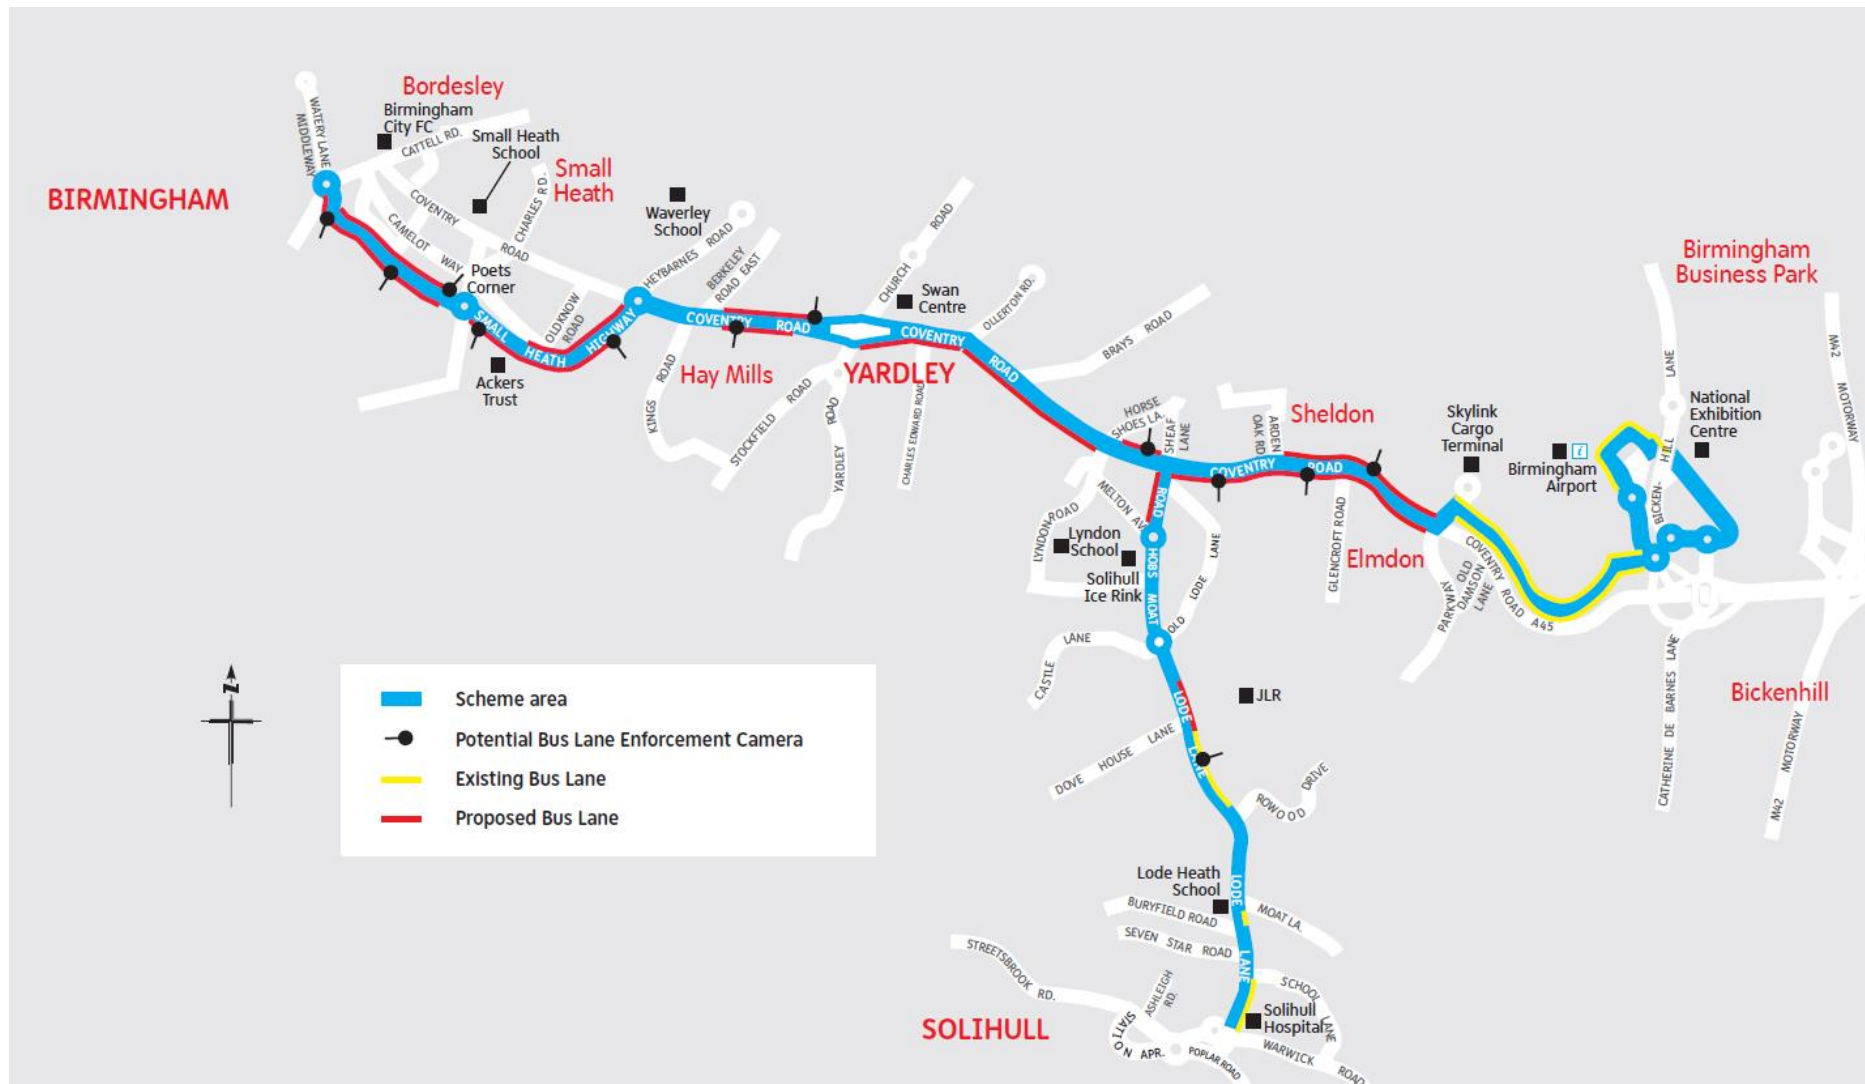 Bordesley
Birmingham
City FC
WATERY LANE
MIDDLEWAY
CATTELL RD.
Small Heath
School
Small
Heath
BIRMINGHAM
CHARLES RD.
COVENTRY
ROAD
CAMELOT
WAY
Poets
Corner
Waverley
School
HEYBARNES ROAD
BERKELEY
ROAD EAST
OLDKNOW
ROAD
SMALL
HEATH
HIGHWAY
Ackers
Trust
COVENTRY
ROAD
CHURCH
ROAD
Swan
Centre
OLLERTON RD.
COVENTRY
ROAD
BRAYS ROAD
KINGS
ROAD
Hay Mills
YARDLEY
STOCKFIELD
ROAD
YARDLEY
ROAD
CHARLES EDWARD ROAD
HORSE
SHOES LA.
SHEAF
LANE
ARDEN
OAK RD
Sheldon
COVENTRY
ROAD
Skylink
Cargo
Terminal
Birmingham
Airport
i
Birmingham
Business Park
LANE
HILL
BICKEN-
National
Exhibition
Centre
M42
MOTORWAY
MELTON AV.
ROAD
LYNDON
ROAD
Lyndon
School
Solihull
Ice Rink
HOBS
MOAT
OLD
LODE
LANE
GLENCROFT ROAD
Elmdon
COVENTRY ROAD
A45
OLD
DAMSON
LANE
PARKWAY
CASTLE
LANE
JLR
LODE
LANE
DOVE
HOUSE
LANE
ROWOOD
DRIVE
CATHERINE DE BARNES LANE
Bickenhill
M42
MOTORWAY
Scheme area
Potential Bus Lane Enforcement Camera
Existing Bus Lane
Proposed Bus Lane
Lode Heath
School
LODE
LANE
BURYFIELD ROAD
MOAT LA.
SEVEN STAR ROAD
STREETSBROOK RD.
ASHLEIGH
RD.
SCHOOL
LANE
Solihull
Hospital
SOLIHULL
STATION APR.
POPLAR ROAD
WARWICK
ROAD